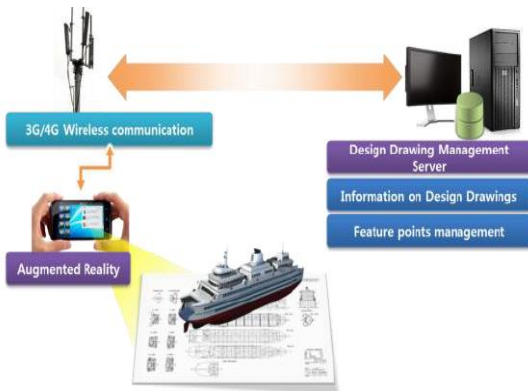 3G/4G Wireless communication
Design Drawing Management
Server
Information on Design Drawings
Feature points management
Augmented Reality